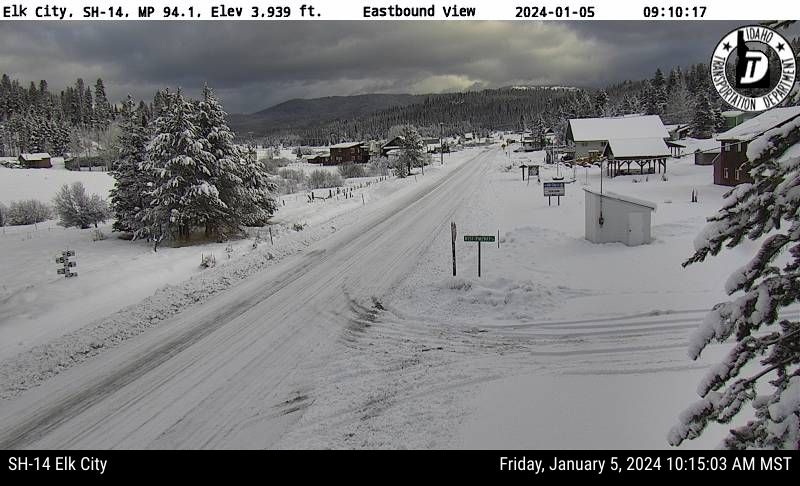 Elk City, SH-14, MP 94.1, Elev 3,939 ft. Eastbound View 2024-01-05 09:10:17
IDAHO
TRANSPORTATION DEPARTMENT
SH-14 Elk City
Friday, January 5, 2024 10:15:03 AM MST